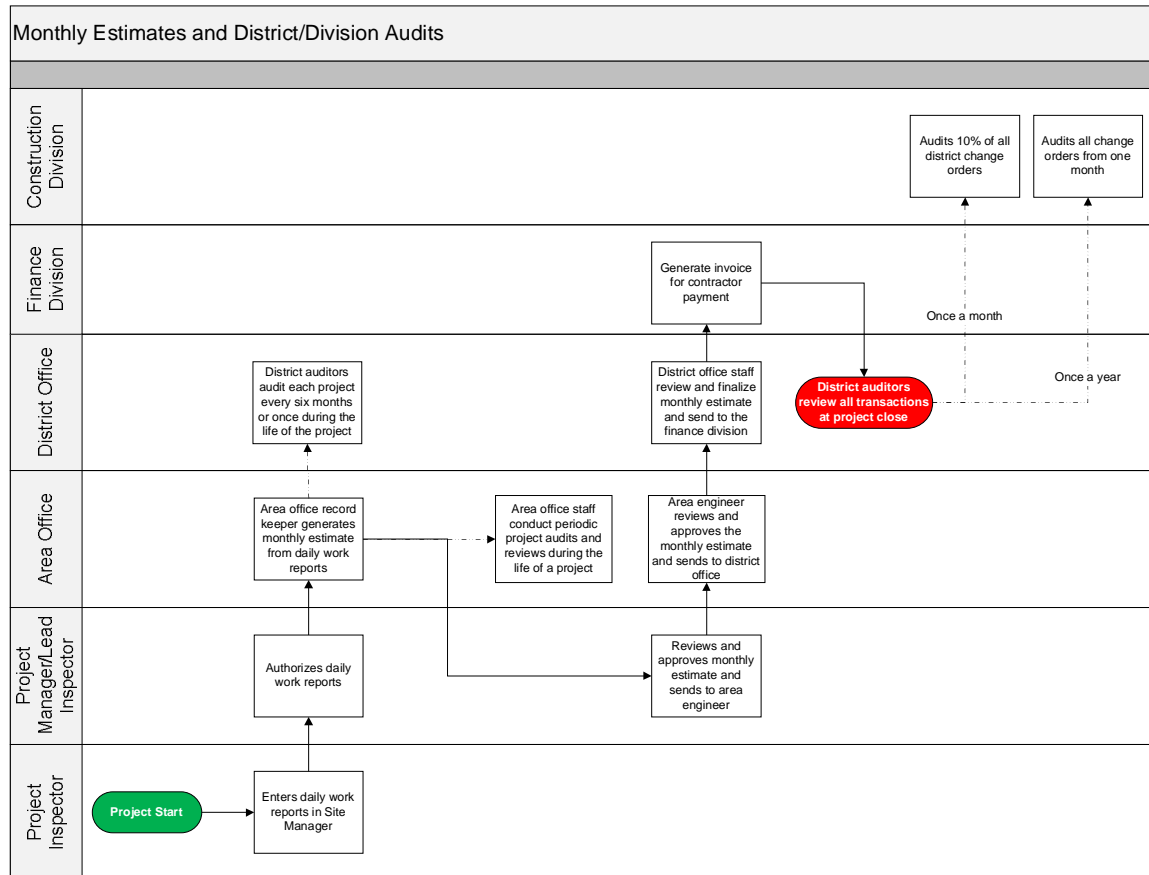 Monthly Estimates and District/Division Audits
Construction
Division
Audits 10% of all
district change
orders
Audits all change
orders from one
month
Finance
Division
Generate invoice
for contractor
payment
Once a month
District Office
District auditors
audit each project
every six months
or once during the
life of the project
District office staff
review and finalize
monthly estimate
and send to the
finance division
District auditors
review all transactions
at project close
Once a year
Area Office
Area office record
keeper generates
monthly estimate
from daily work
reports
Area office staff
conduct periodic
project audits and
reviews during the
life of a project
Area engineer
reviews and
approves the
monthly estimate
and sends to district
office
Project
Manager/Lead
Inspector
Authorizes daily
work reports
Reviews and
approves monthly
estimate and
sends to area
engineer
Project
Inspector
Project Start
Enters daily work
reports in Site
Manager